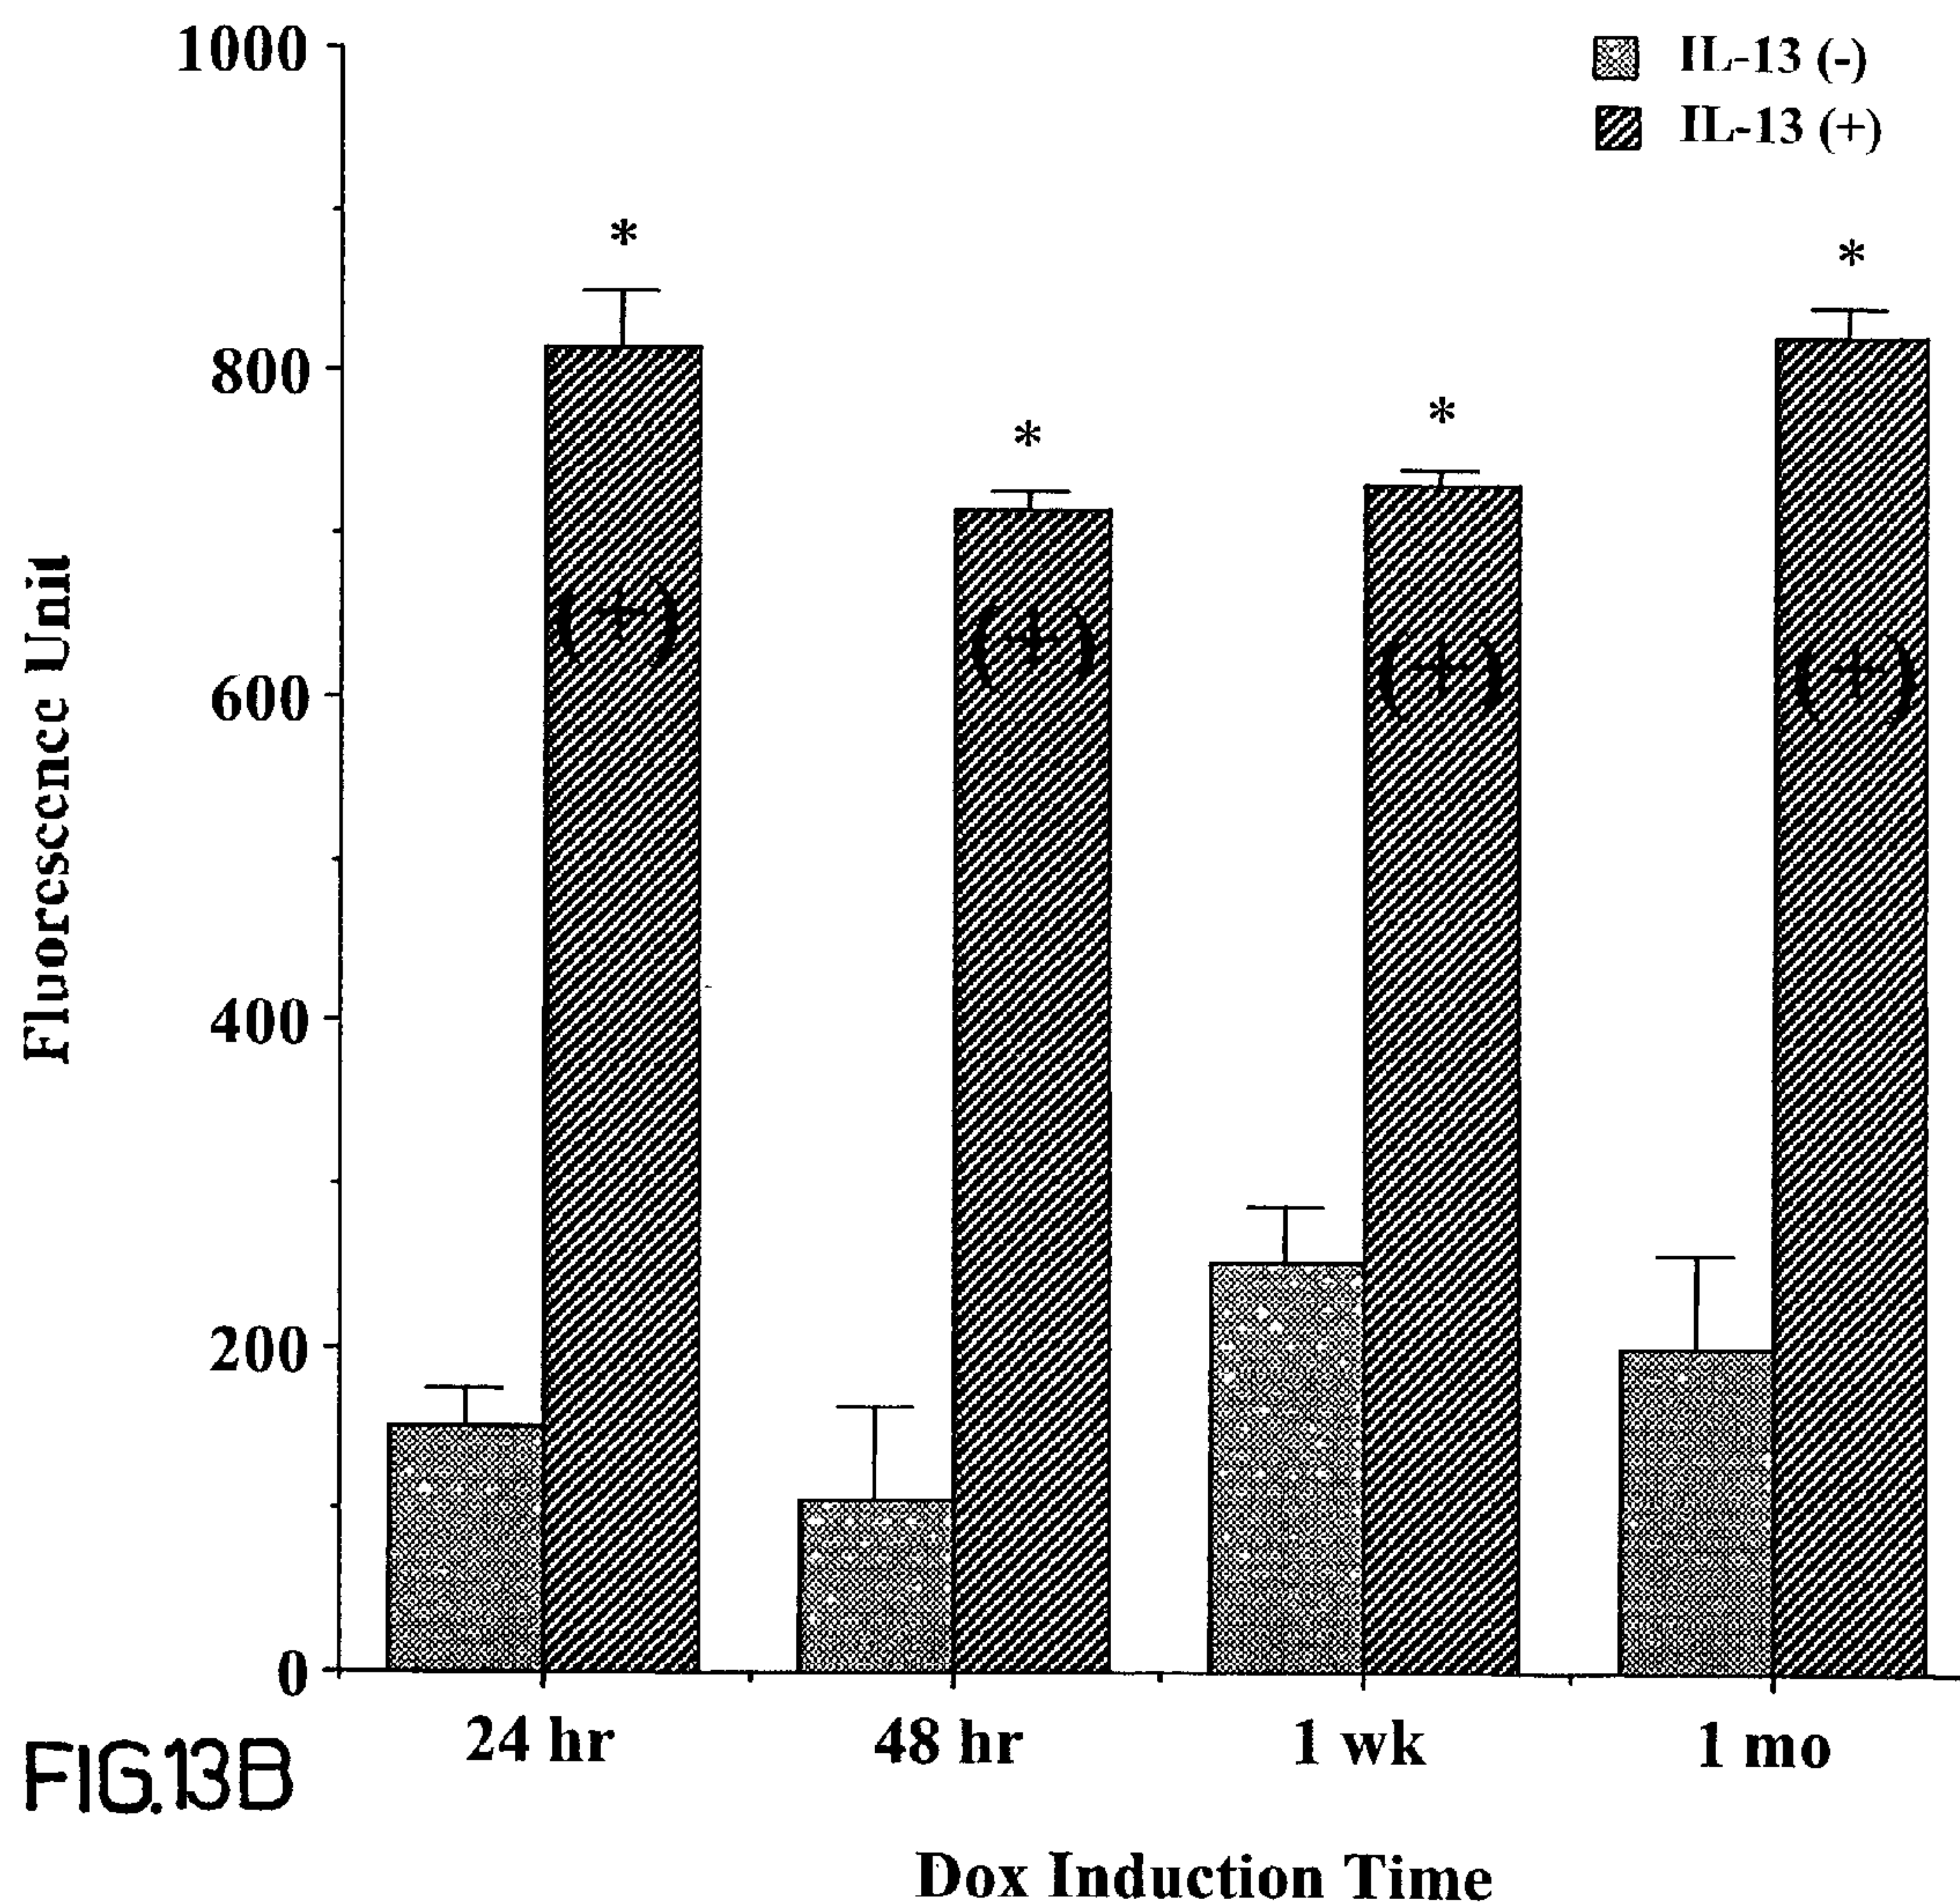 1000
800
600
400
200
0
Fluorescence Unit
IL-13 (-)
IL-13 (+)
*
*
*
*
(+)
(+)
(+)
(+)
24 hr
48 hr
1 wk
1 mo
FIG.13B
Dox Induction Time